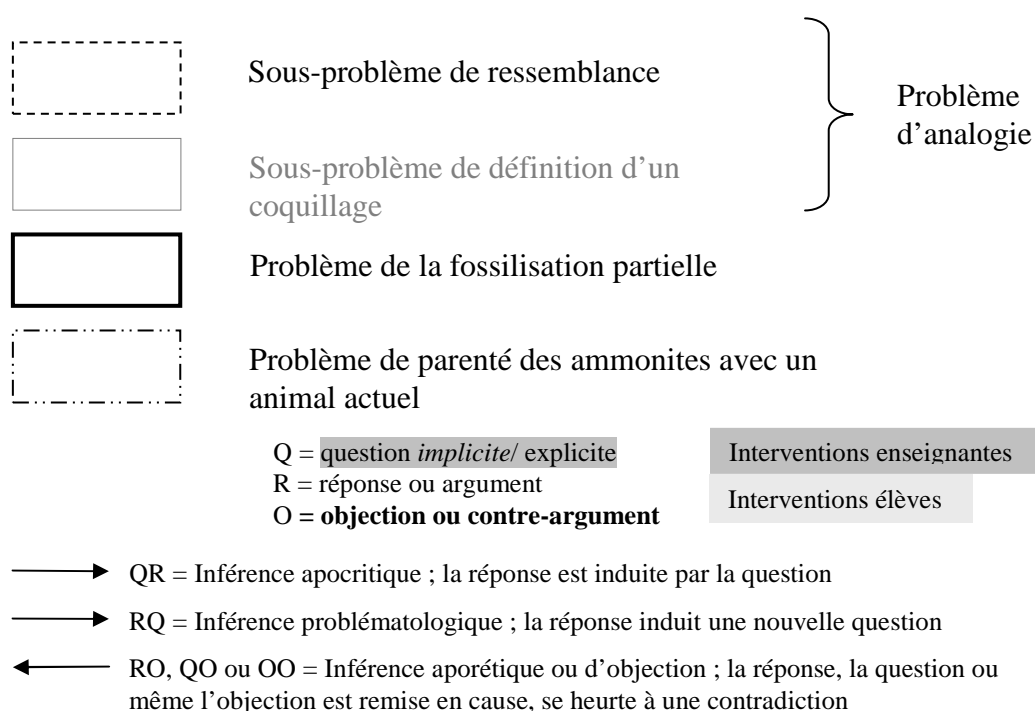 Sous-problème de ressemblance
Problème
d'analogie
Sous-problème de définition d'un
coquillage
Problème de la fossilisation partielle
Problème de parenté des ammonites avec un
animal actuel
Q = question implicite/ explicite
R = réponse ou argument
O = objection ou contre-argument
Interventions enseignantes
Interventions élèves
QR = Inférence apocritique ; la réponse est induite par la question
RQ = Inférence problématologique ; la réponse induit une nouvelle question
RO, QO ou OO = Inférence aporétique ou d'objection ; la réponse, la question ou
même l'objection est remise en cause, se heurte à une contradiction